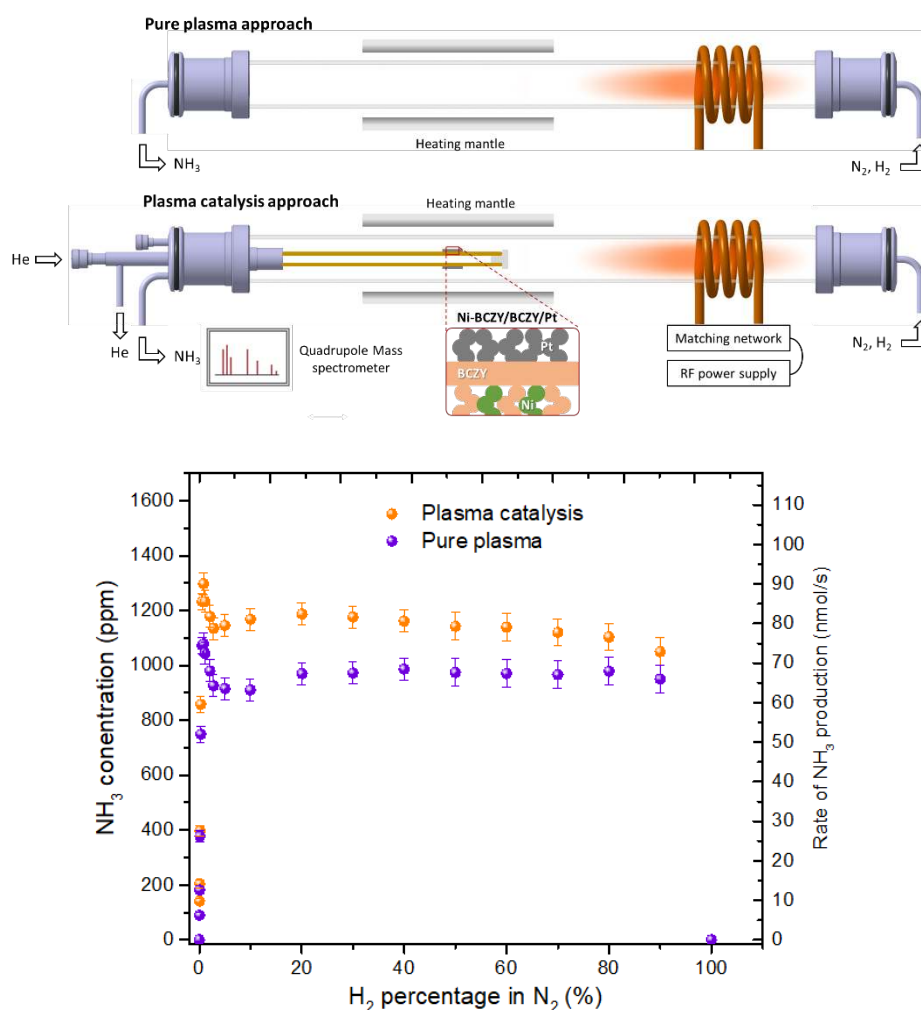 Pure plasma approach
Heating mantle
NH3
N2, H2
Plasma catalysis approach
Heating mantle
He
He
NH3
Quadrupole Mass
spectrometer
Ni-BCZY/BCZY/Pt
Pt
BCZY
Ni
N2, H2
Matching network
RF power supply
Plasma catalysis
Pure plasma
NH3 conentration (ppm)
1600
1400
1200
1000
800
600
400
200
0
Rate of NH3 production (nmol/s)
110
100
90
80
70
60
50
40
30
20
10
0
0 20 40 60 80 100
H2 percentage in N2 (%)